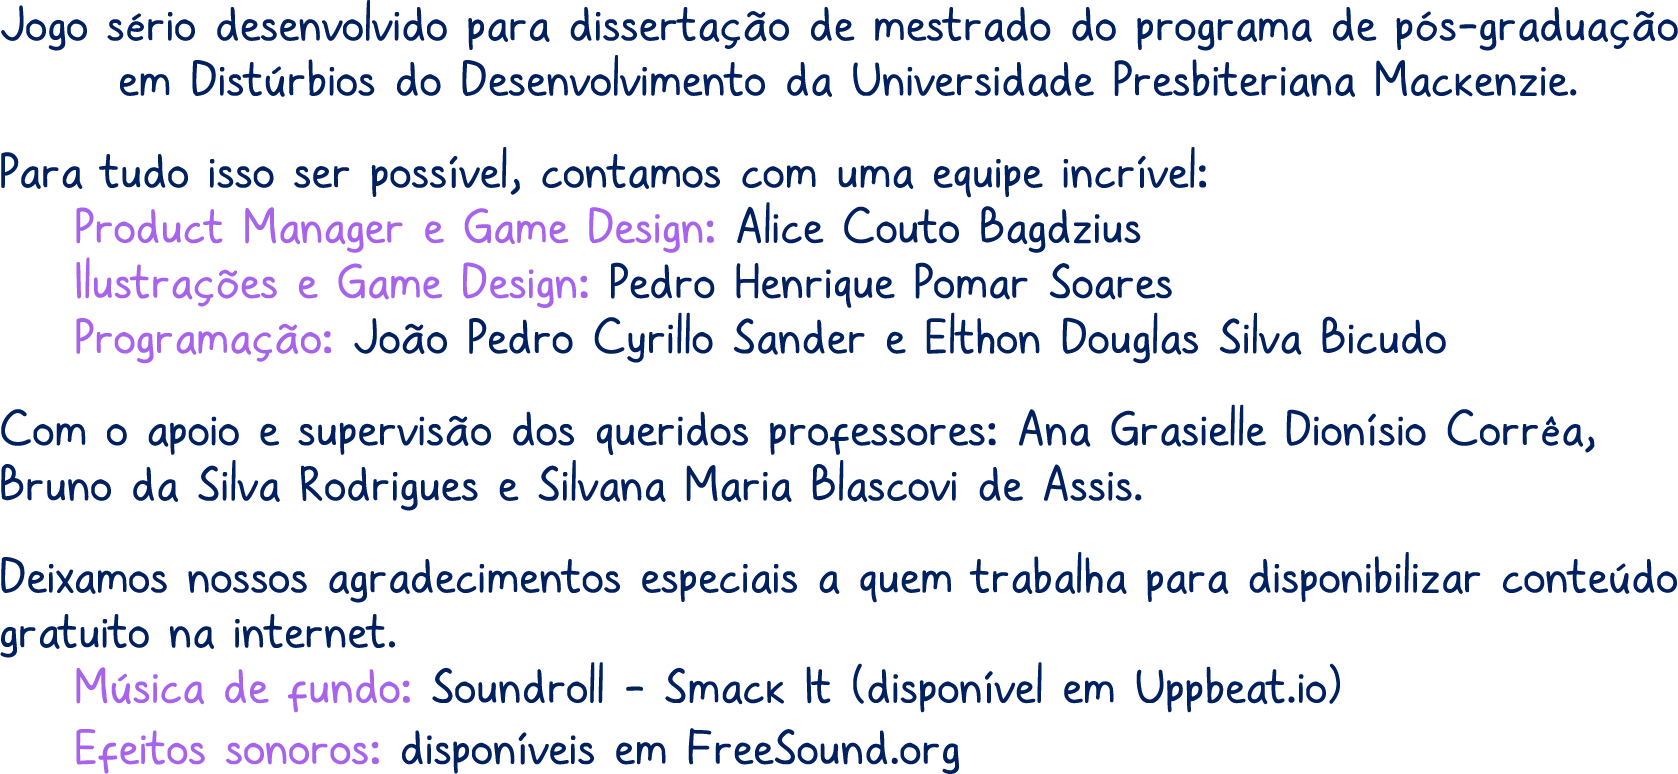 Jogo sério desenvolvido para dissertação de mestrado do programa de pós-graduação
em Distúrbios do Desenvolvimento da Universidade Presbiteriana Mackenzie.
Para tudo isso ser possível, contamos com uma equipe incrível:
Product Manager e Game Design: Alice Couto Bagdzius
Ilustrações e Game Design: Pedro Henrique Pomar Soares
Programação: João Pedro Cyrillo Sander e Elthon Douglas Silva Bicudo
Com o apoio e supervisão dos queridos professores: Ana Grasielle Dionísio Corrêa,
Bruno da Silva Rodrigues e Silvana Maria Blascovi de Assis.
Deixamos nossos agradecimentos especiais a quem trabalha para disponibilizar conteúdo
gratuito na internet.
Música de fundo: Soundroll - Smack It (disponível em Uppbeat.io)
Efeitos sonoros: disponíveis em FreeSound.org